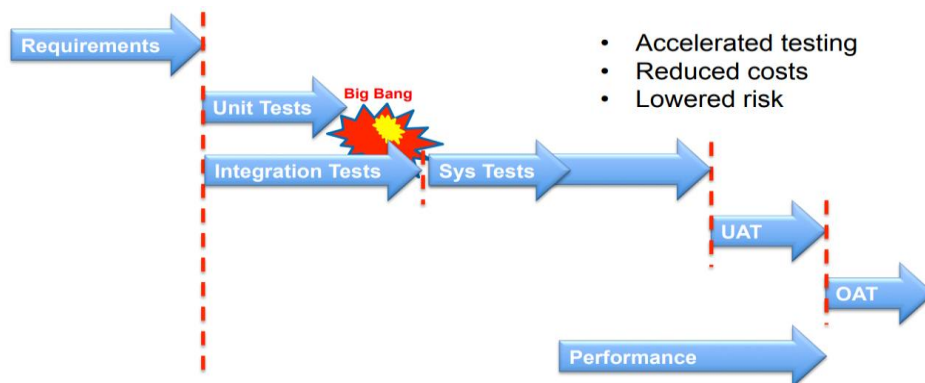 Requirements
• Accelerated testing
• Reduced costs
• Lowered risk
Big Bang
Unit Tests
Integration Tests
Sys Tests
UAT
OAT
Performance